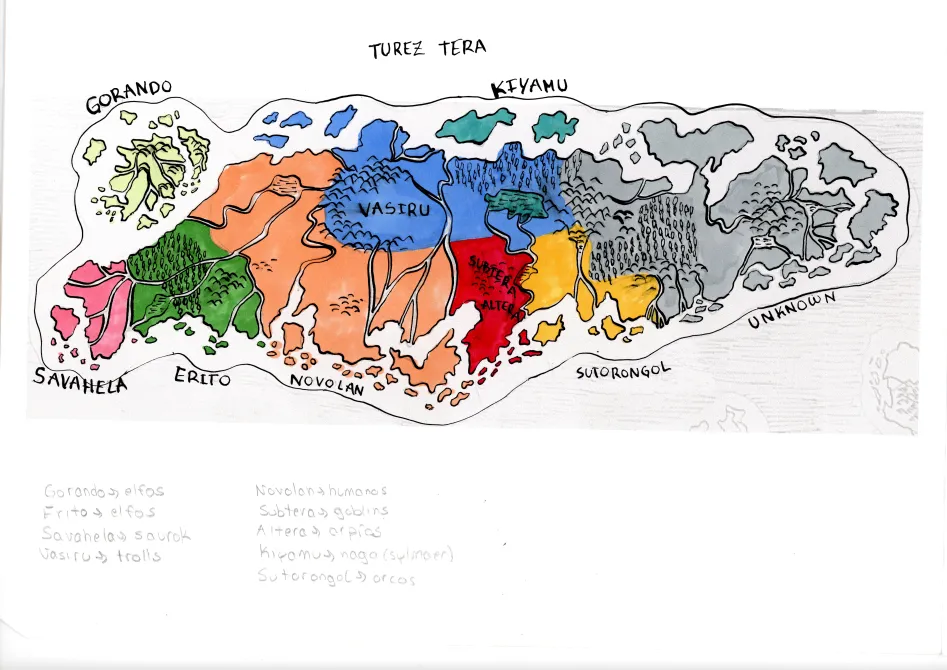 TUREZ TERA
GORANDO
KIYAMU
VASIRU
SUBTERA
ALTERA
UNKNOWN
SUTORONGOL
SAVAHELA
ERITO
NOVOLAN
Gorando→ elfos
Erito→ elfos
Savahela→ saurok
Vasiru→ trolls
Novolan→ humanos
Subtera→ goblins
Altera→ arpías
Kiyamu→ naga (sylmaer)
Sutorongol→ orcos